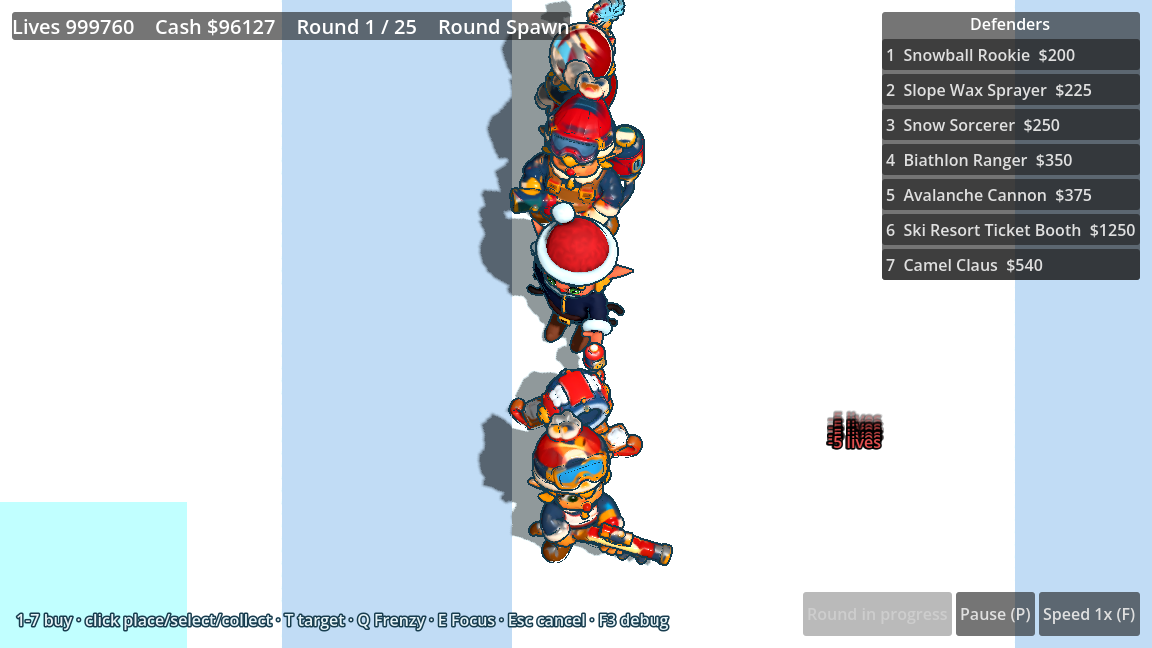 Lives 999760 Cash $96127 Round 1 / 25 Round Spawn
Defenders
1 Snowball Rookie $200
2 Slope Wax Sprayer $225
3 Snow Sorcerer $250
4 Biathlon Ranger $350
5 Avalanche Cannon $375
6 Ski Resort Ticket Booth $1250
7 Camel Claus $540
-5 lives
Round in progress
Pause (P)
Speed 1x (F)
1-7 buy · click place/select/collect · T target · Q Frenzy · E Focus · Esc cancel · F3 debug